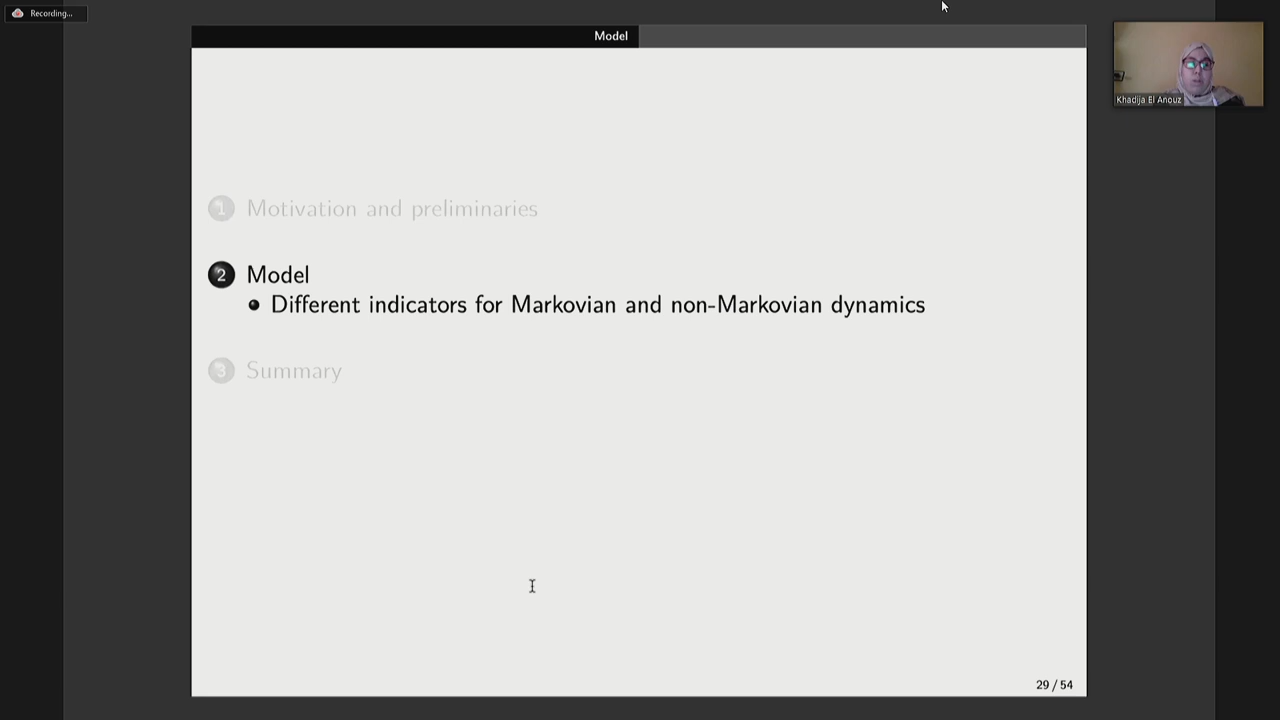 Recording...
Model
Khadija El Anouz
1 Motivation and preliminaries
2 Model
Different indicators for Markovian and non-Markovian dynamics
3 Summary
29 / 54